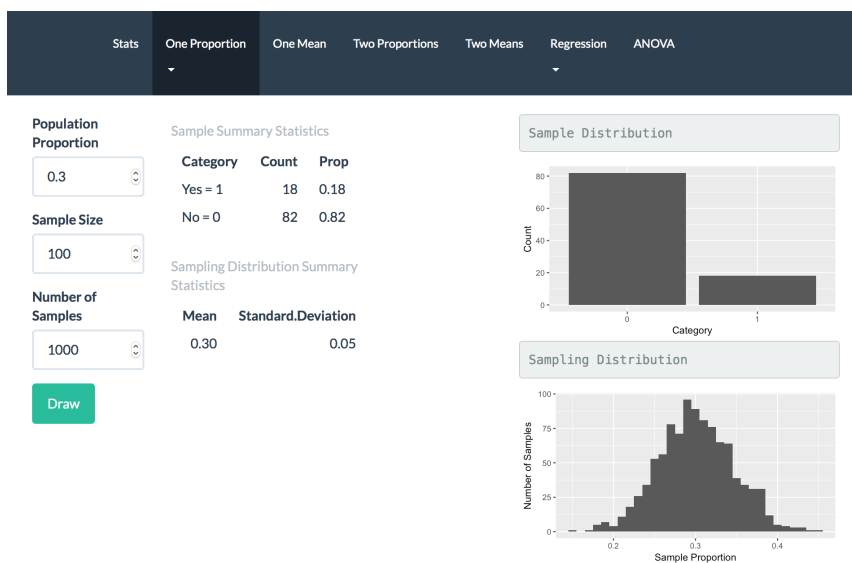 Stats One Proportion One Mean Two Proportions Two Means Regression ANOVA
Population
Proportion
0.3
Sample Size
100
Number of
Samples
1000
Draw
Sample Summary Statistics
Category Count Prop
Yes = 1 18 0.18
No = 0 82 0.82
Sampling Distribution Summary
Statistics
Mean Standard.Deviation
0.30 0.05
Sample Distribution
80
60
40
20
0
Count
0 1
Category
Sampling Distribution
100
75
50
25
0
Number of Samples
0.2 0.3 0.4
Sample Proportion